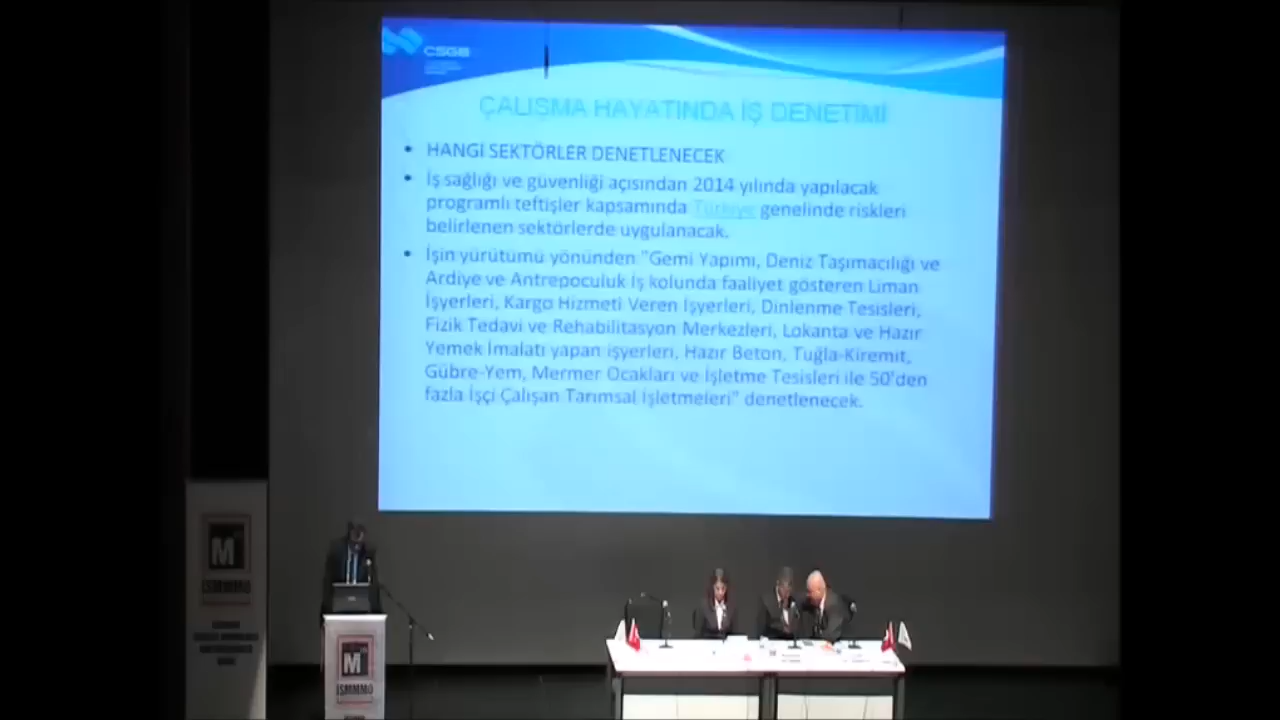 CSGB
ÇALIŞMA HAYATINDA İŞ DENETİMİ
• HANGİ SEKTÖRLER DENETLENECEK
• İş sağlığı ve güvenliği açısından 2014 yılında yapılacak
programlı teftişler kapsamında Türkiye genelinde riskleri
belirlenen sektörlerde uygulanacak.
• İşin yürütümü yönünden "Gemi Yapımı, Deniz Taşımacılığı ve
Ardiye ve Antrepoculuk İş kolunda faaliyet gösteren Liman
İşyerleri, Kargo Hizmeti Veren İşyerleri, Dinlenme Tesisleri,
Fizik Tedavi ve Rehabilitasyon Merkezleri, Lokanta ve Hazır
Yemek İmalatı yapan işyerleri, Hazır Beton, Tuğla-Kiremit,
Gübre-Yem, Mermer Ocakları ve İşletme Tesisleri ile 50'den
fazla İşçi Çalışan Tarımsal İşletmeleri" denetlenecek.
M
İSMMMO
M
İSMMMO